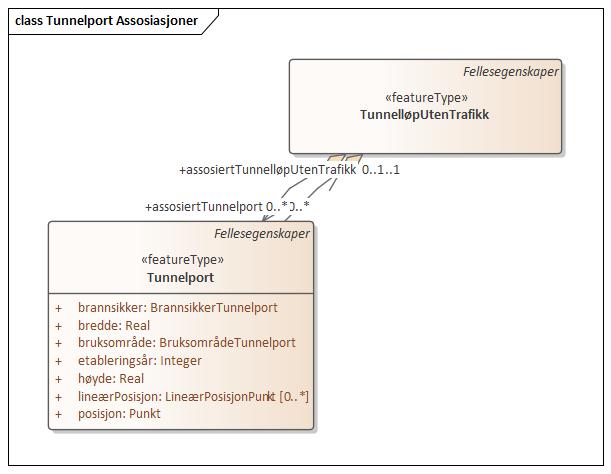 class Tunnelport Assosiasjoner
Fellesegenskaper
«featureType»
TunnelløpUtenTrafikk
+assosiertTunnelløpUtenTrafikk 0..1..1
+assosiertTunnelport 0..*0..*
Fellesegenskaper
«featureType»
Tunnelport
+ brannsikker: BrannsikkerTunnelport
+ bredde: Real
+ bruksområde: BruksområdeTunnelport
+ etableringsår: Integer
+ høyde: Real
+ lineærPosisjon: LineærPosisjonPunkt [0..*]
+ posisjon: Punkt